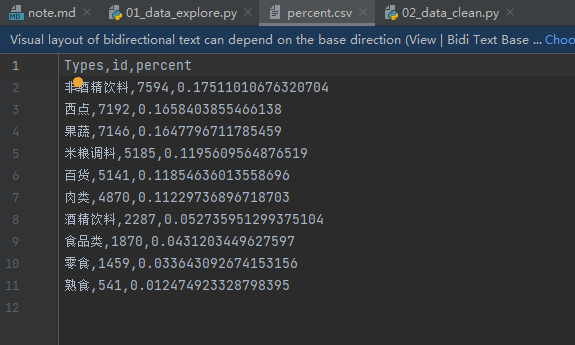 note.md 01_data_explore.py percent.csv 02_data_clean.py
Visual layout of bidirectional text can depend on the base direction (View | Bidi Text Base ... Choo
1 Types,id,percent
2 非酒精饮料,7594,0.17511010676320704
3 西点,7192,0.1658403855466138
4 果蔬,7146,0.1647796711785459
5 米粮调料,5185,0.1195609564876519
6 百货,5141,0.11854636013558696
7 肉类,4870,0.11229736896718703
8 酒精饮料,2287,0.052735951299375104
9 食品类,1870,0.0431203449627597
10 零食,1459,0.033643092674153156
11 熟食,541,0.012474923328798395
12